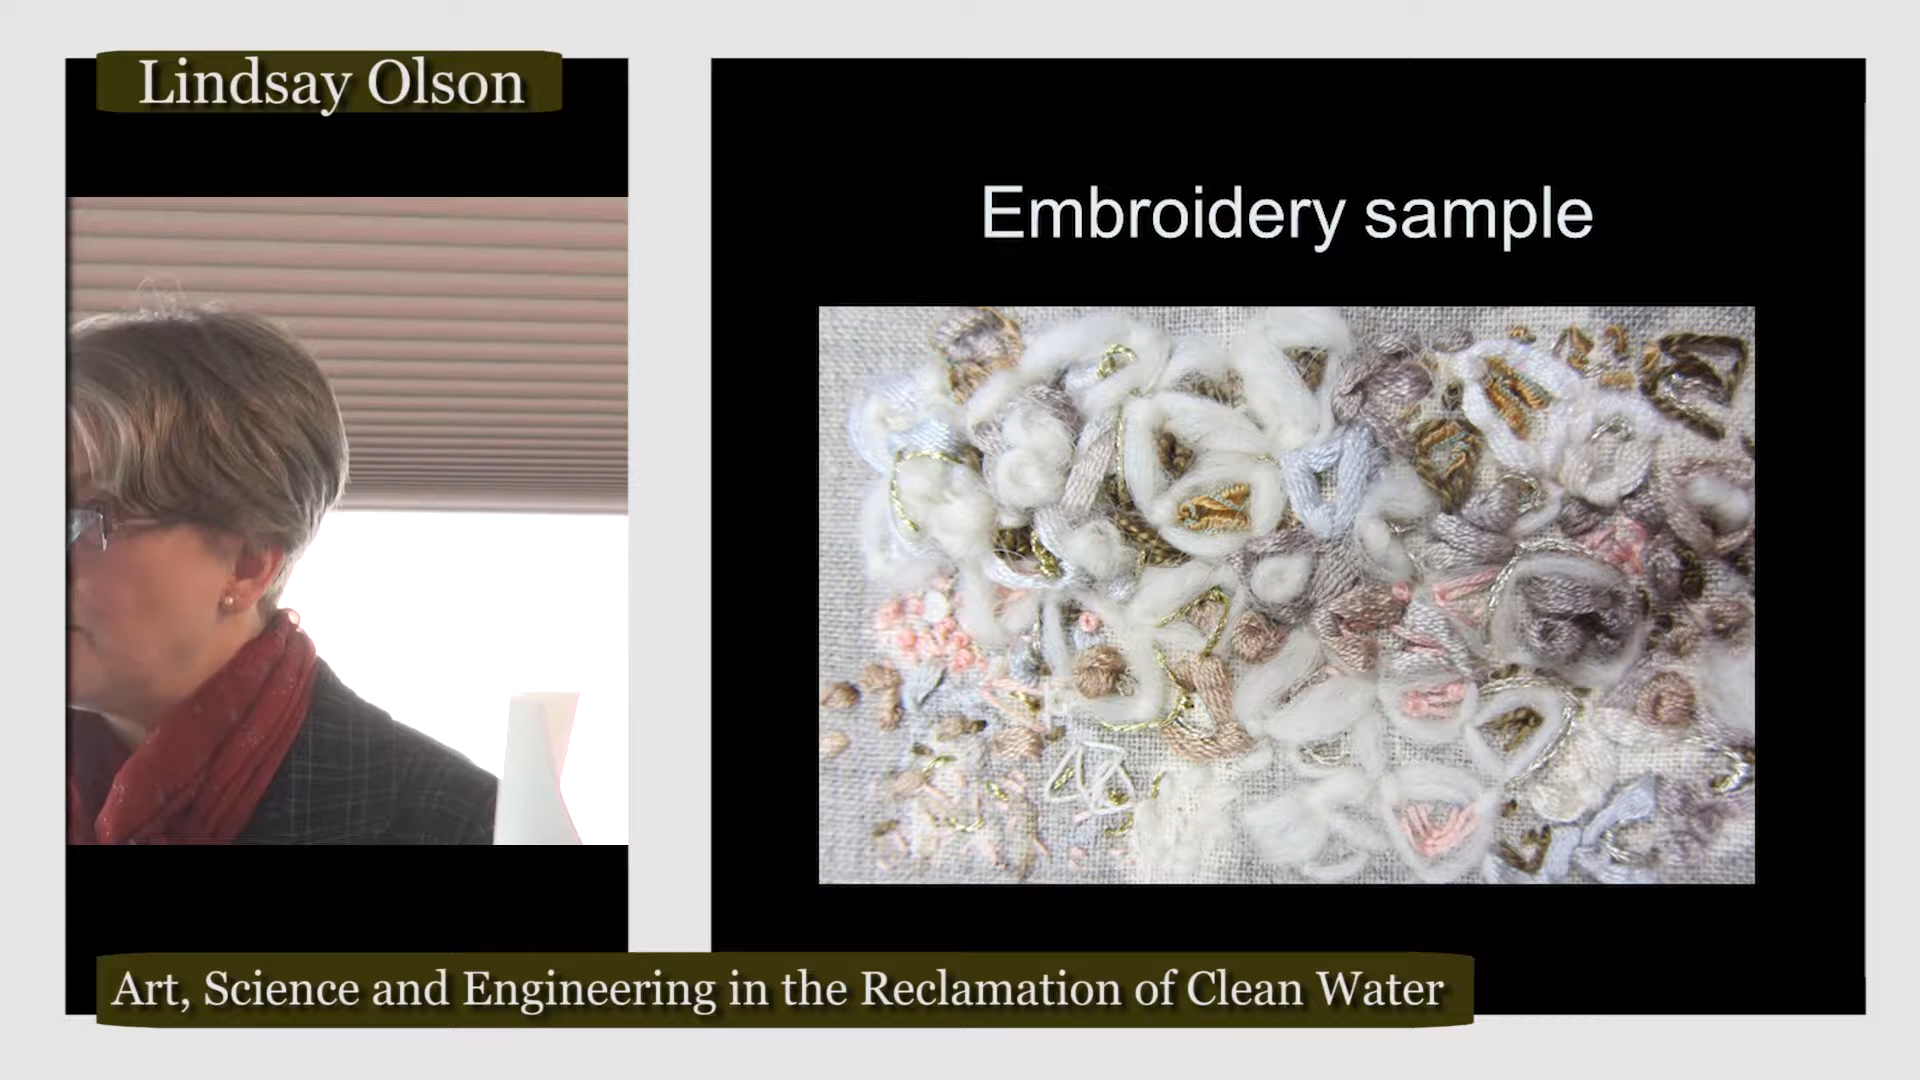 Lindsay Olson
Embroidery sample
Art, Science and Engineering in the Reclamation of Clean Water